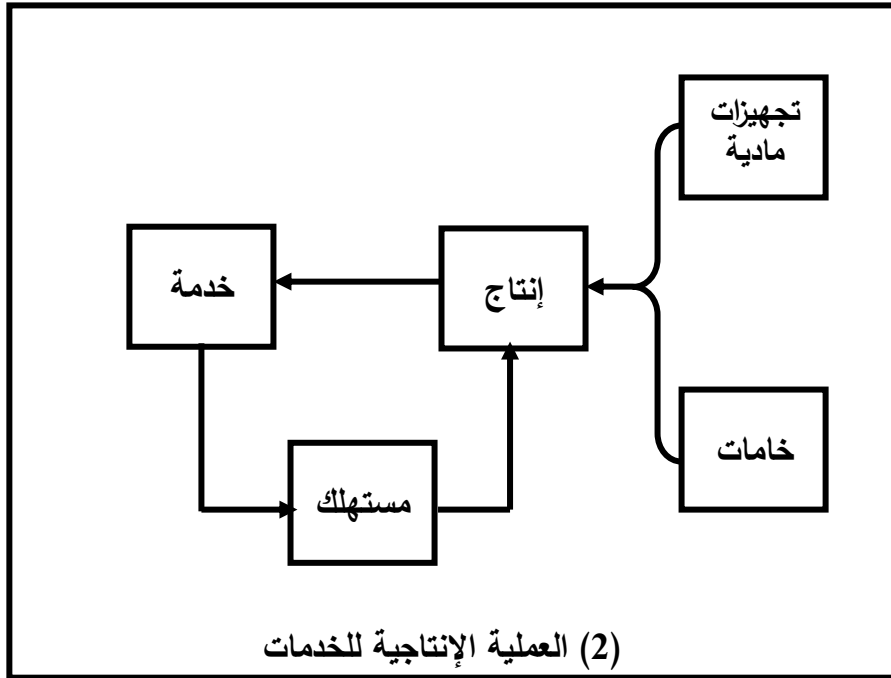 تجهيزات
مادية
إنتاج
خدمة
خامات
مستهلك
(2) العملية الإنتاجية للخدمات